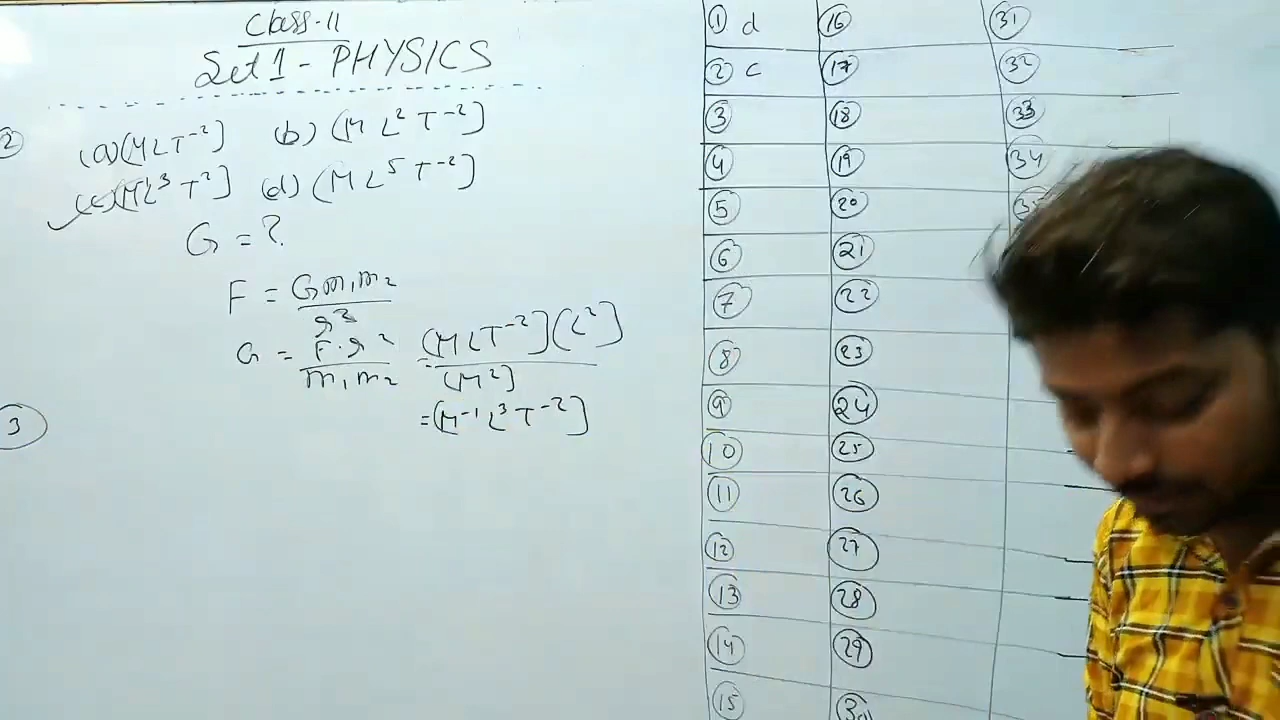 Class-11
Set 1 - PHYSICS
2 (a) [MLT⁻²] (b) [ML²T⁻²]
(c) [ML³T²] (d) [ML⁵T⁻²]
G = ?
F = Gm₁m₂
r²
G = F·r² = [MLT⁻²][L²]
m₁m₂ [M²]
= [M⁻¹L³T⁻²]
3
1 d 16 31
2 c 17 32
3 18 33
4 19 34
5 20 35
6 21
7 22
8 23
9 24
10 25
11 26
12 27
13 28
14 29
15 30